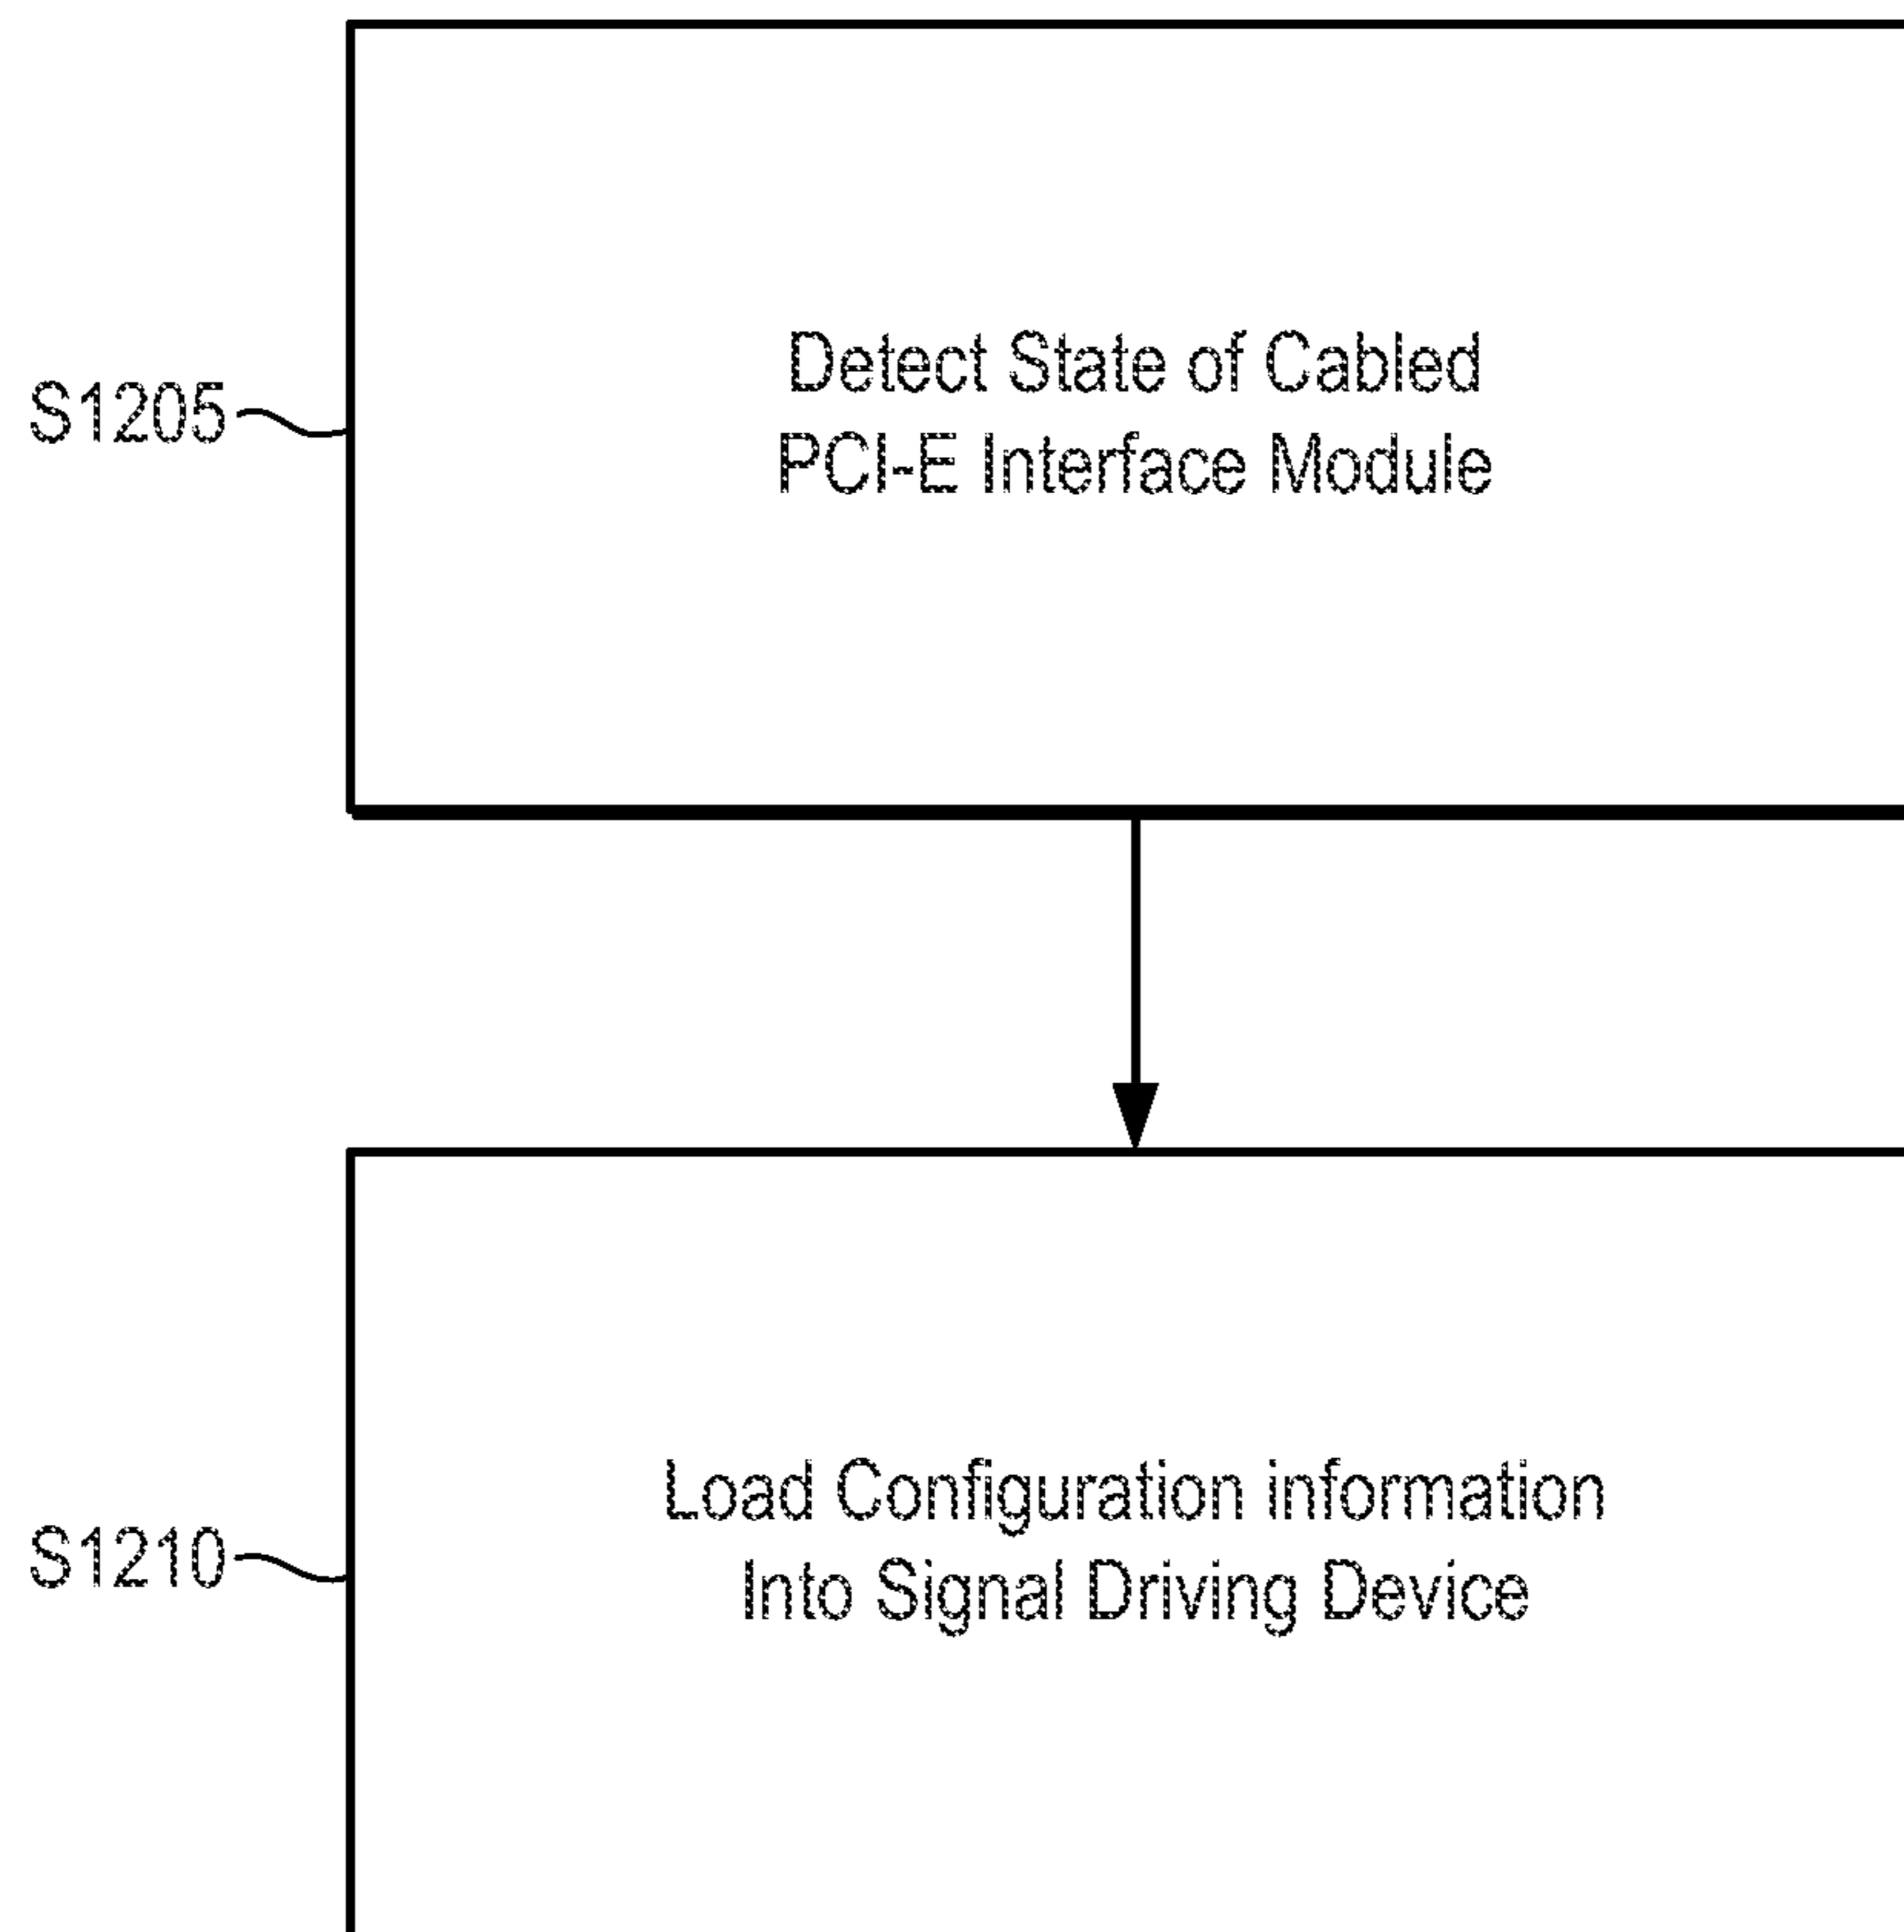 S1205
Detect State of Cabled
PCI-E Interface Module
S1210
Load Configuration information
Into Signal Driving Device